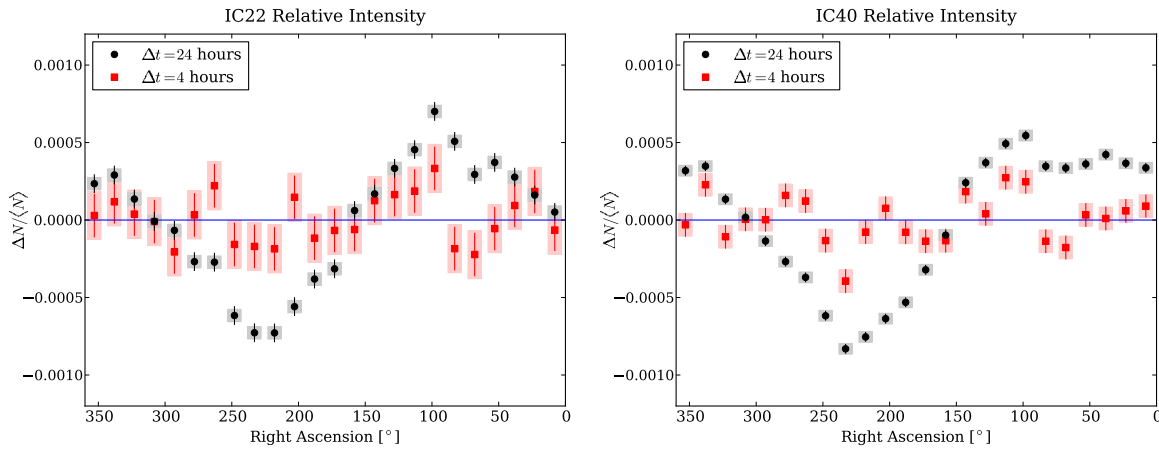 IC22 Relative Intensity
Δt=24 hours
Δt=4 hours
0.0010
0.0005
0.0000
−0.0005
−0.0010
ΔN/⟨N⟩
350 300 250 200 150 100 50 0
Right Ascension [°]
IC40 Relative Intensity
Δt=24 hours
Δt=4 hours
0.0010
0.0005
0.0000
−0.0005
−0.0010
ΔN/⟨N⟩
350 300 250 200 150 100 50 0
Right Ascension [°]